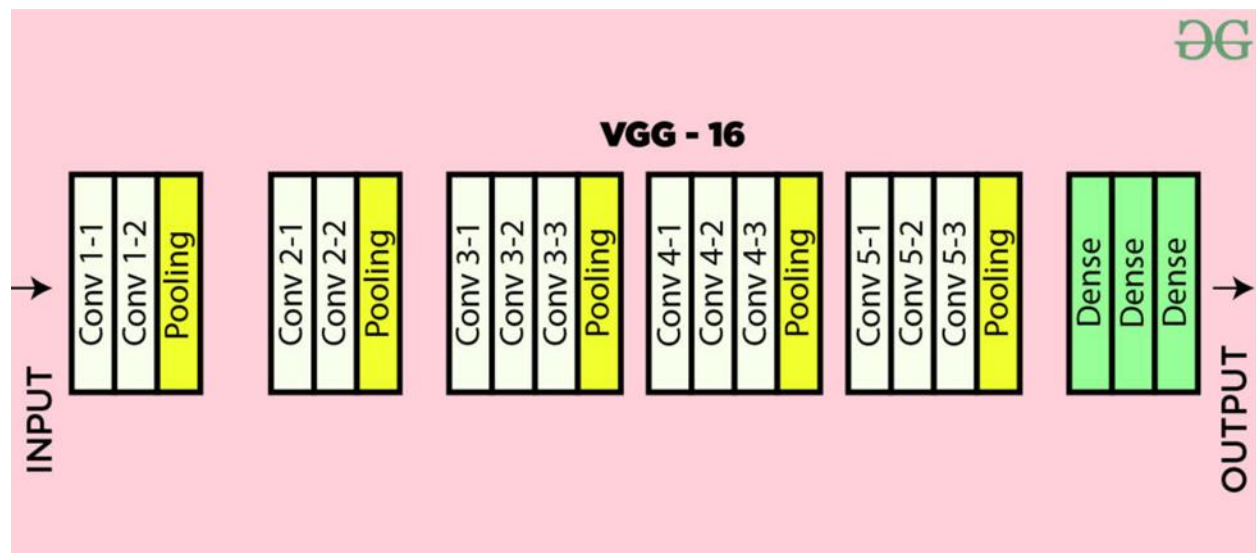 VGG - 16
INPUT
Conv 1-1
Conv 1-2
Pooling
Conv 2-1
Conv 2-2
Pooling
Conv 3-1
Conv 3-2
Conv 3-3
Pooling
Conv 4-1
Conv 4-2
Conv 4-3
Pooling
Conv 5-1
Conv 5-2
Conv 5-3
Pooling
Dense
Dense
Dense
OUTPUT